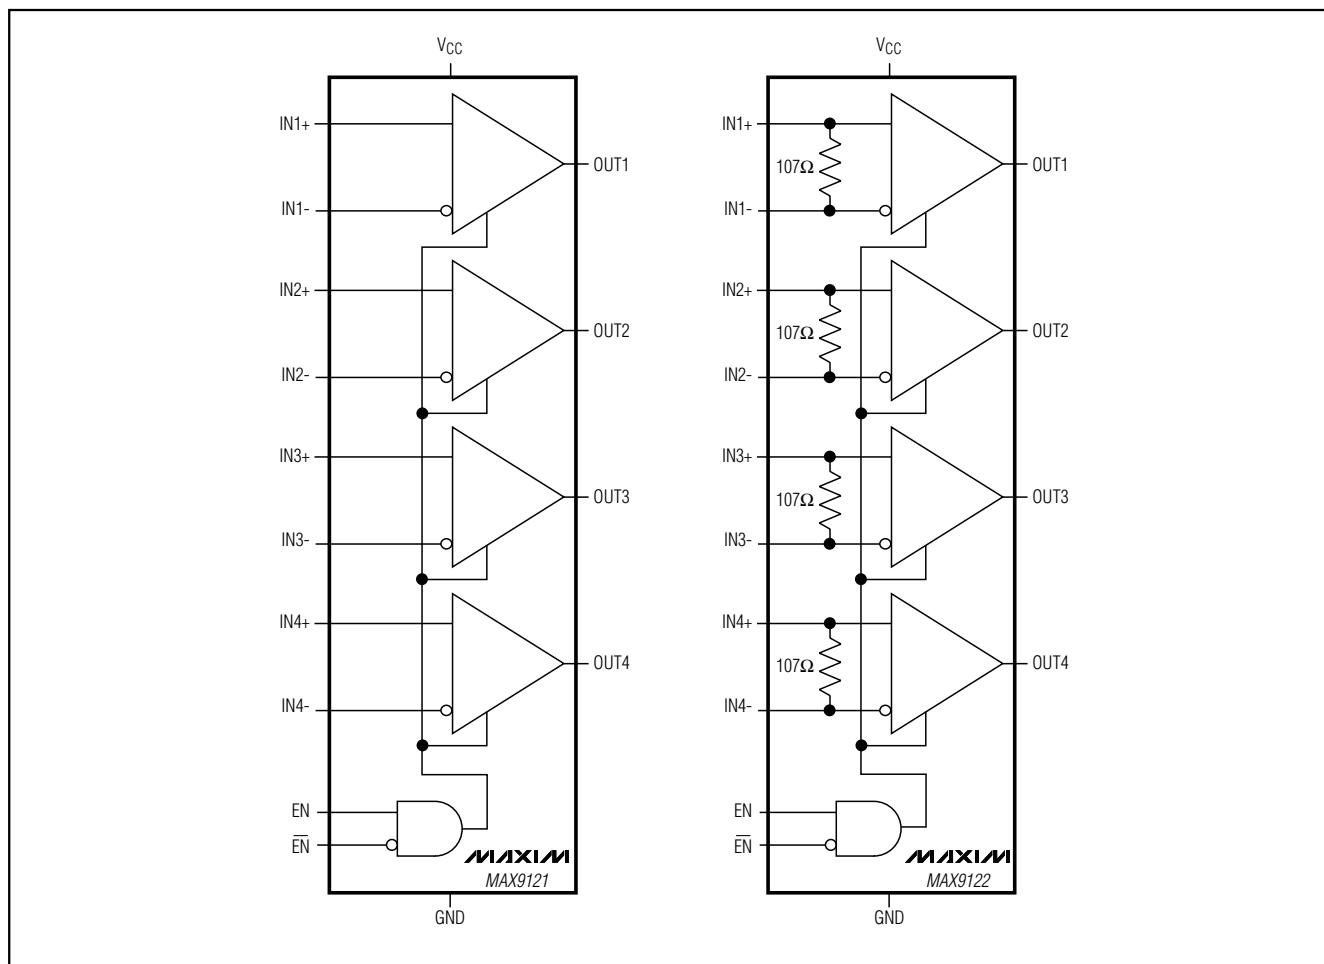 VCC
IN1+
OUT1
IN1-
IN2+
OUT2
IN2-
IN3+
OUT3
IN3-
IN4+
OUT4
IN4-
EN
E̅N̅
MAXIM
MAX9121
GND
VCC
IN1+
107Ω
OUT1
IN1-
IN2+
107Ω
OUT2
IN2-
IN3+
107Ω
OUT3
IN3-
IN4+
107Ω
OUT4
IN4-
EN
E̅N̅
MAXIM
MAX9122
GND